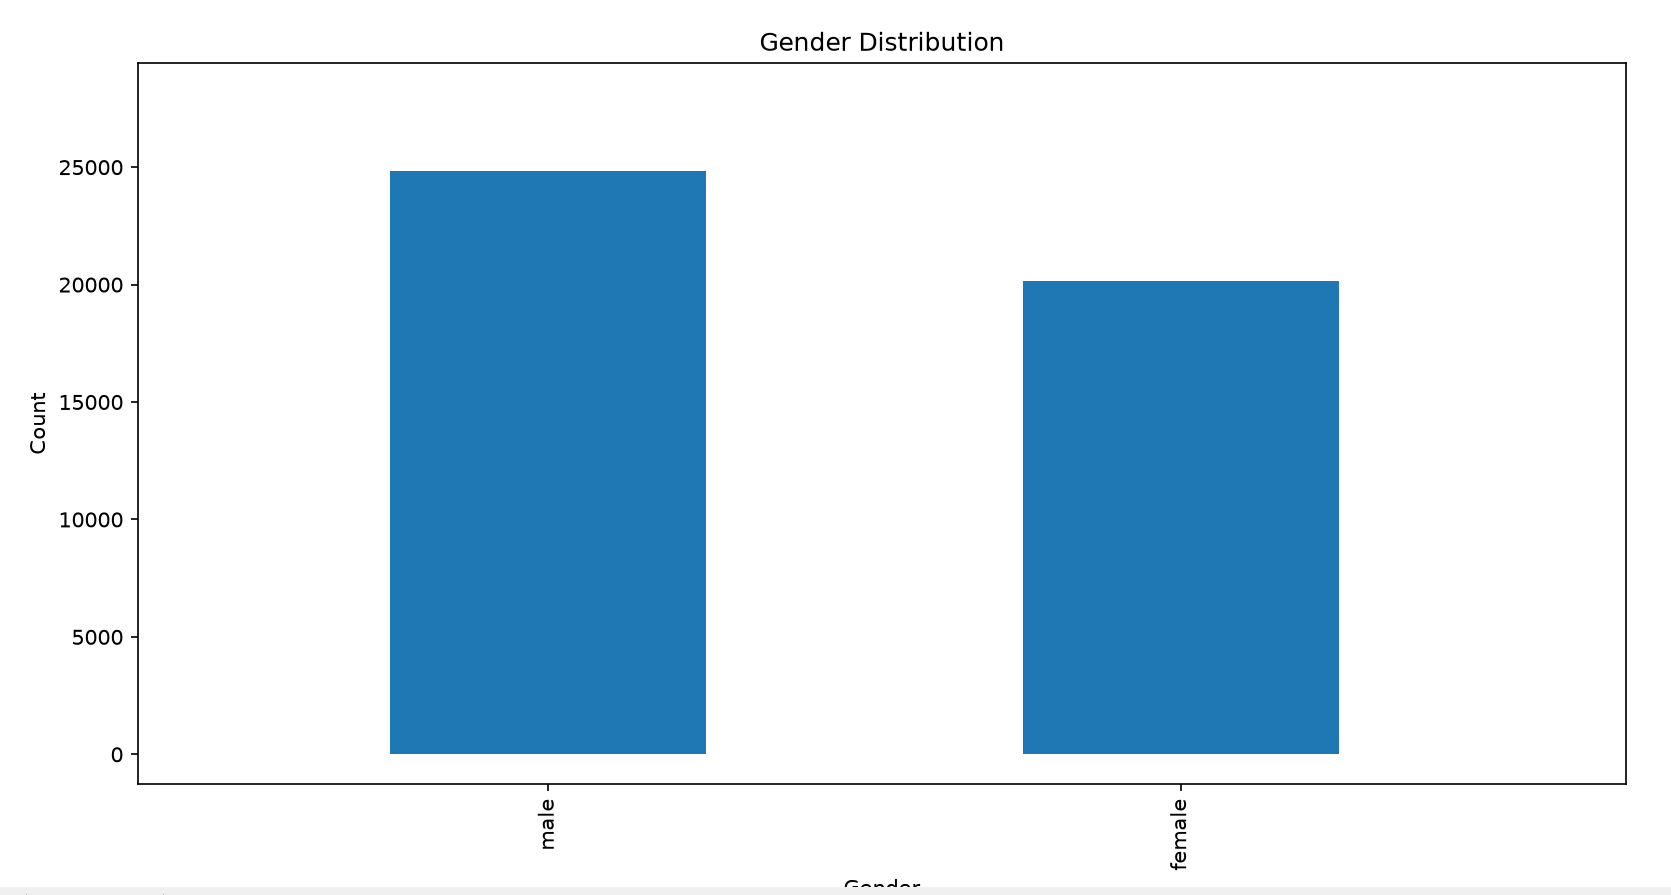 Gender Distribution
25000
20000
15000
10000
5000
0
Count
male
female
Gender